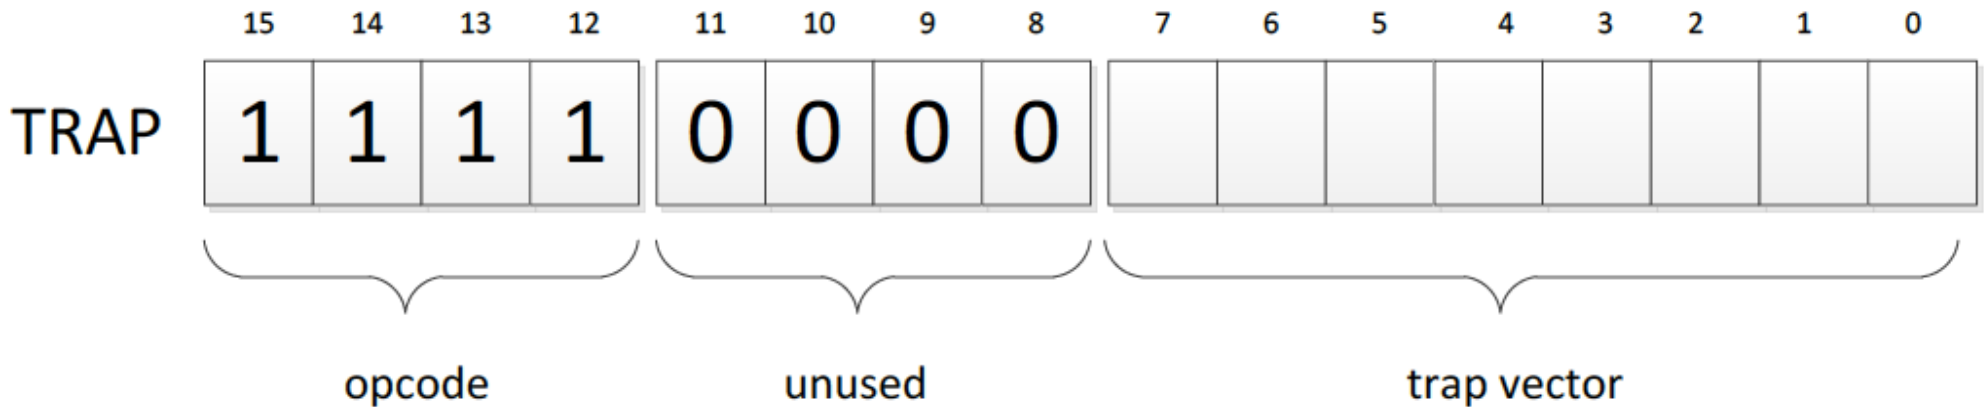 15 14 13 12 11 10 9 8 7 6 5 4 3 2 1 0
TRAP 1 1 1 1 0 0 0 0
opcode unused trap vector